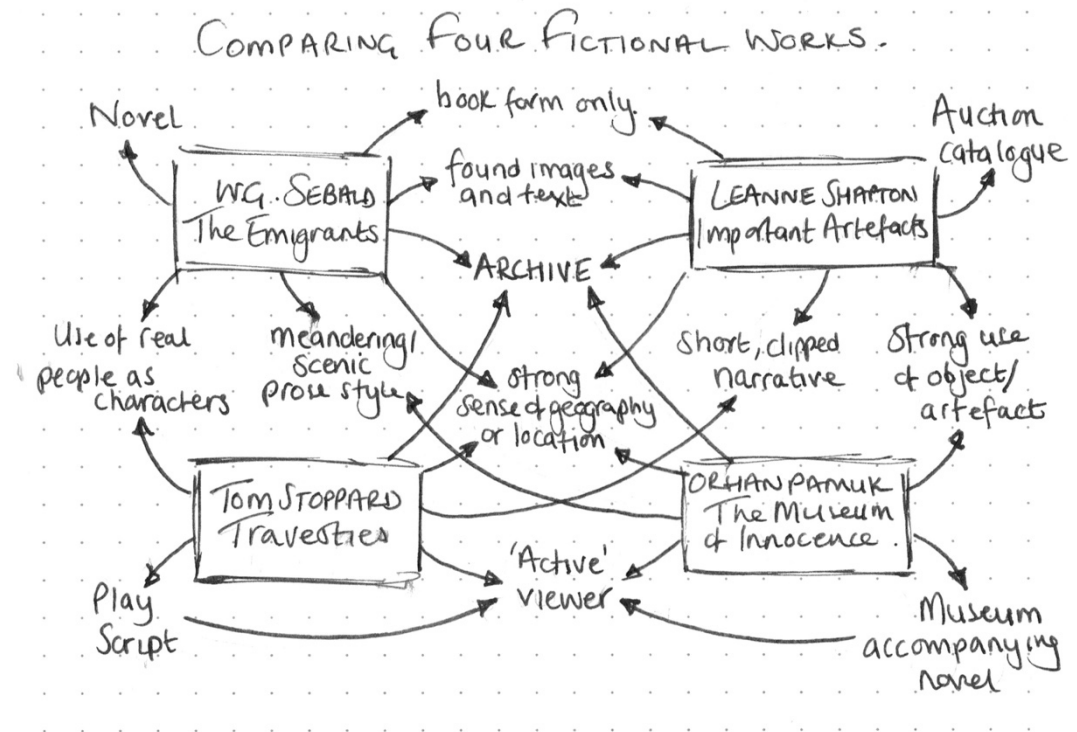 COMPARING FOUR FICTIONAL WORKS.
Novel
book form only.
Auction
catalogue
W.G. SEBALD
The Emigrants
found images
and text
LEANNE SHAPTON
Important Artefacts
ARCHIVE
Use of real
people as
characters
meandering/
scenic
prose style
strong
sense of geography
or location
short, clipped
narrative
Strong use
of object/
artefact
TOM STOPPARD
Travesties
ORHAN PAMUK
The Museum
of Innocence.
'Active'
viewer
Play
Script
Museum
accompanying
novel